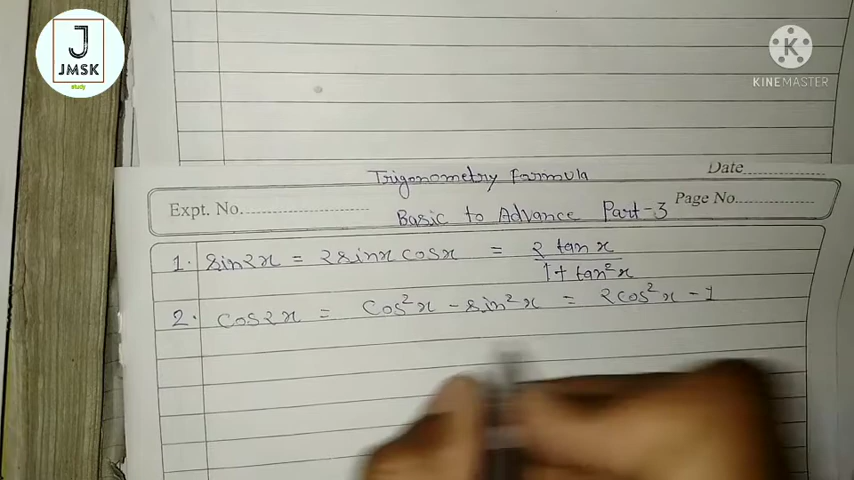 J
JMSK
study
K
KINEMASTER
Trigonometry Formula
Date
Expt. No.
Basic to Advance Part-3
Page No.
1. sin2x = 2sinx cosx = 2 tan x / 1 + tan²x
2. cos2x = cos²x - sin²x = 2cos²x - 1